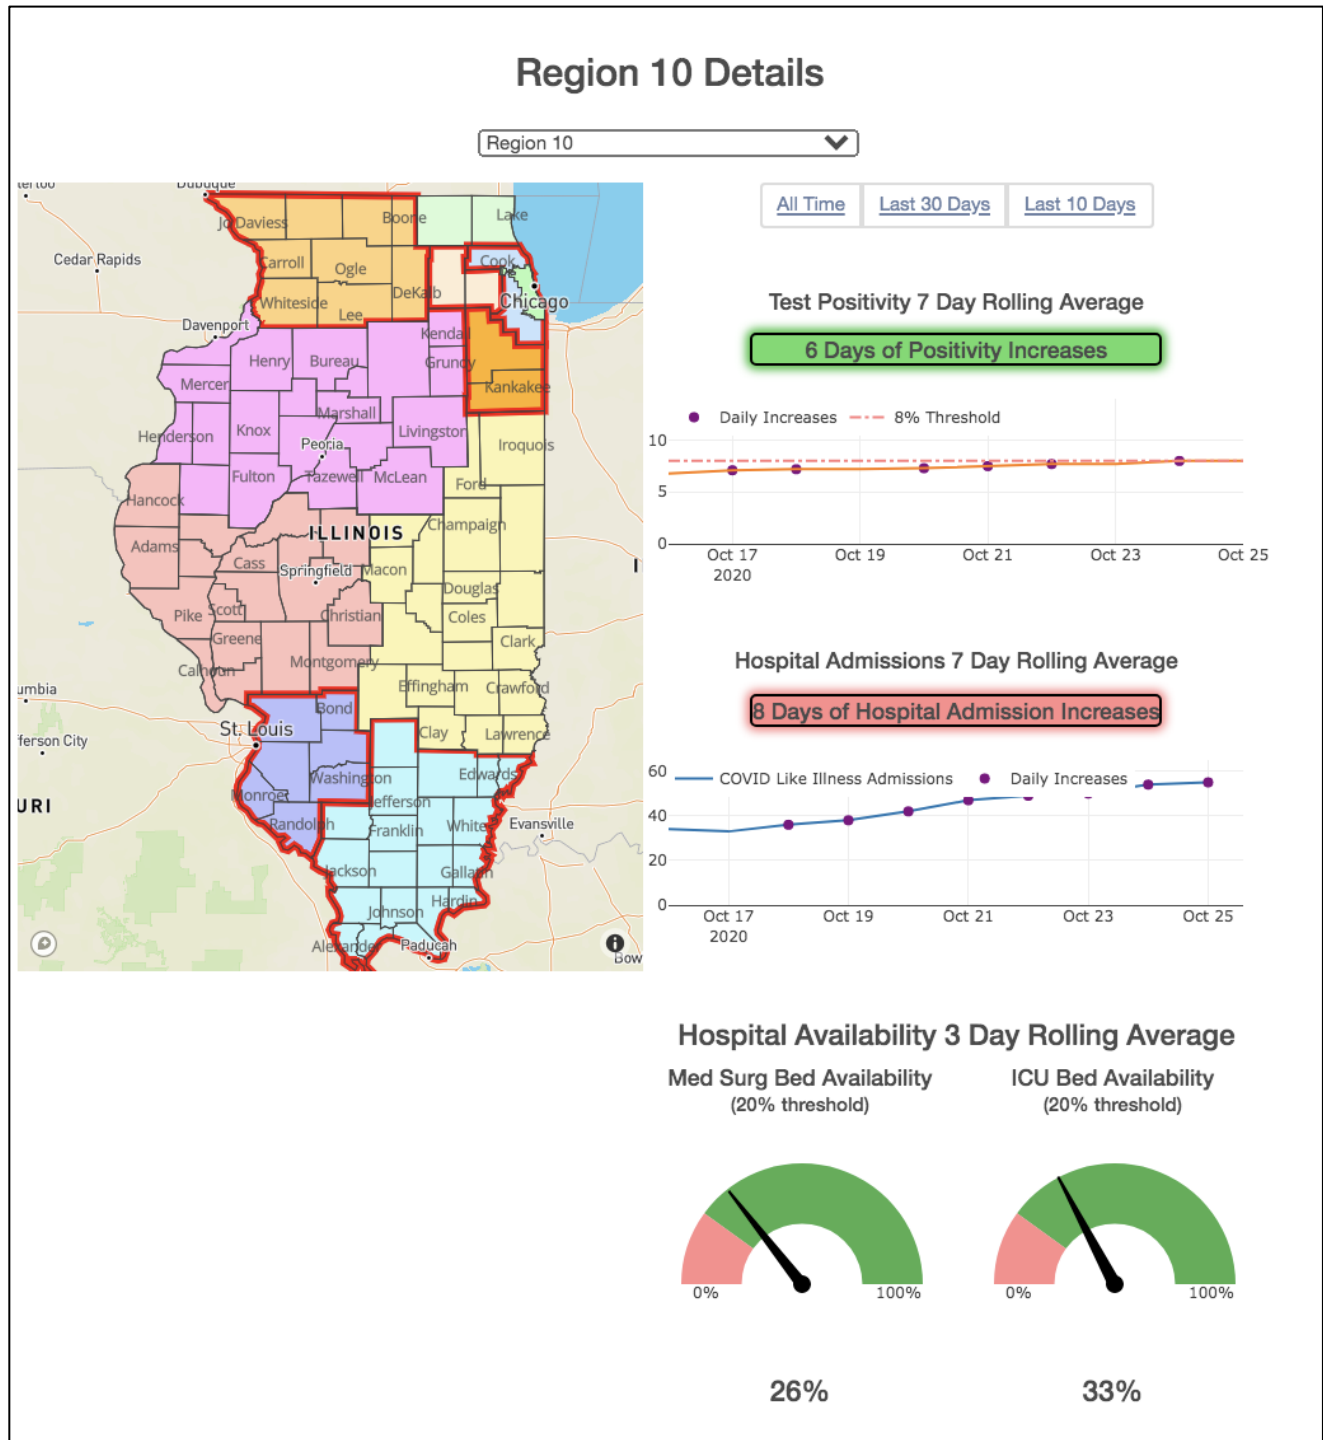 Region 10 Details
Region 10
Dubuque
Jo Daviess
Boone
Lake
Cedar Rapids
Carroll
Ogle
Cook
DeKalb
Whiteside
Lee
Chicago
Davenport
Kendall
Henry
Bureau
Grundy
Mercer
Kankakee
Marshall
Henderson
Knox
Livingston
Peoria
Iroquois
Fulton
Tazewell
McLean
Ford
Hancock
Champaign
ILLINOIS
Adams
Cass
Springfield
Macon
Douglas
Pike
Scott
Christian
Coles
Greene
Clark
Calhoun
Montgomery
Effingham
Crawford
umbia
Bond
St. Louis
Clay
Lawrence
fferson City
Washington
Edwards
Monroe
Jefferson
URI
Randolph
Franklin
White
Evansville
Jackson
Gallatin
Hardin
Johnson
Alexander
Paducah
Bow
All Time
Last 30 Days
Last 10 Days
Test Positivity 7 Day Rolling Average
6 Days of Positivity Increases
Daily Increases
8% Threshold
10
5
0
Oct 17
2020
Oct 19
Oct 21
Oct 23
Oct 25
Hospital Admissions 7 Day Rolling Average
8 Days of Hospital Admission Increases
COVID Like Illness Admissions
Daily Increases
60
40
20
0
Oct 17
2020
Oct 19
Oct 21
Oct 23
Oct 25
Hospital Availability 3 Day Rolling Average
Med Surg Bed Availability
(20% threshold)
0%
100%
26%
ICU Bed Availability
(20% threshold)
0%
100%
33%